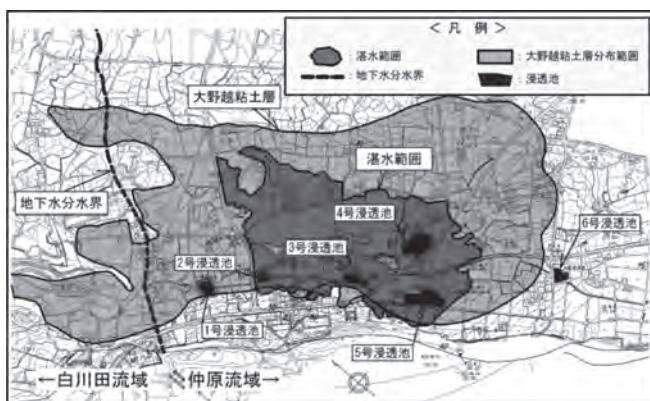 ＜凡 例＞
：湛水範囲
：大野越粘土層分布範囲
：地下水分水界
：浸透池
大野越粘土層
湛水範囲
地下水分水界
4号浸透池
6号浸透池
3号浸透池
2号浸透池
1号浸透池
5号浸透池
←白川田流域
仲原流域→